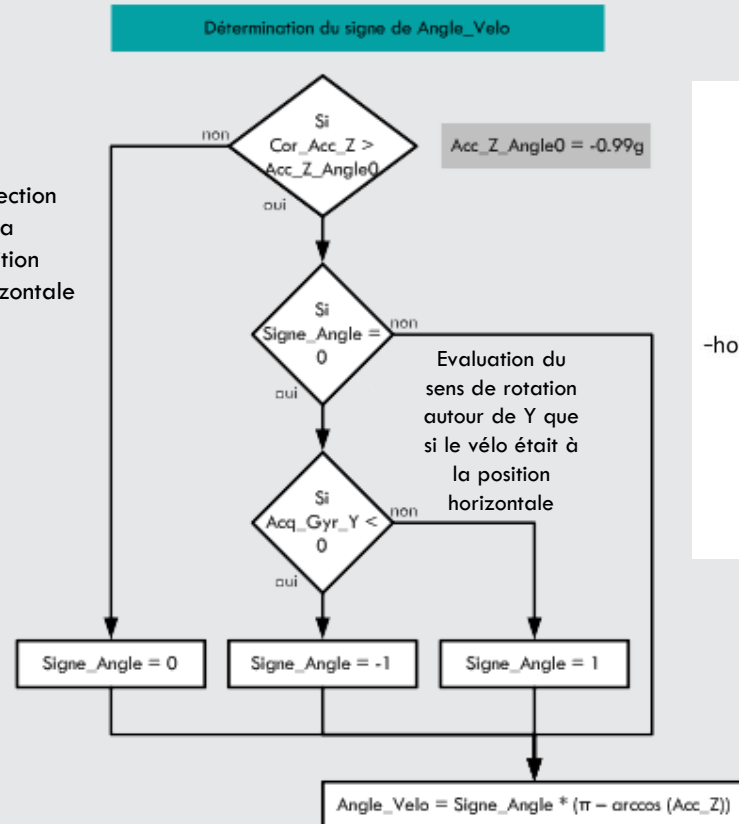 Détermination du signe de Angle_Velo
Si
Cor_Acc_Z >
Acc_Z_Angle0
non
oui
Acc_Z_Angle0 = -0.99g
ection
a
tion
zontale
Si
Signe_Angle =
0
non
oui
Evaluation du
sens de rotation
autour de Y que
si le vélo était à
la position
horizontale
-ho
Si
Acq_Gyr_Y <
0
non
oui
Signe_Angle = 0
Signe_Angle = -1
Signe_Angle = 1
Angle_Velo = Signe_Angle * (π – arccos (Acc_Z))